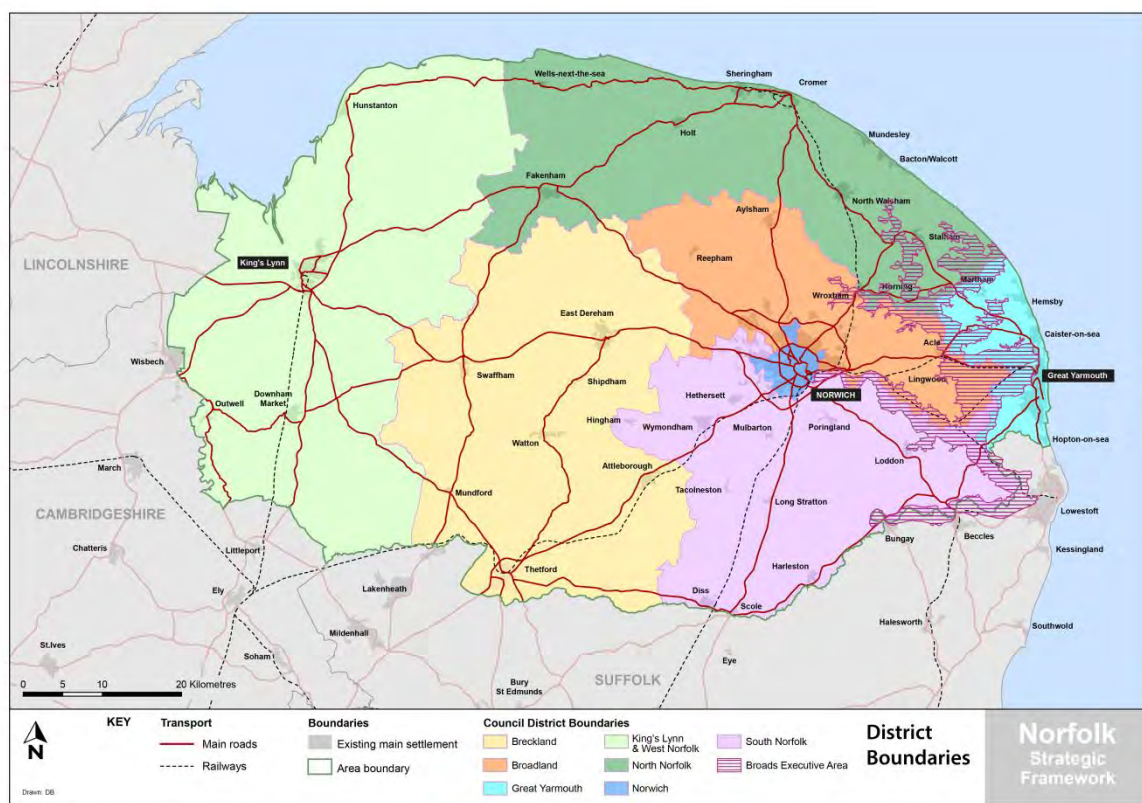 Sheringham
Cromer
Wells-next-the-sea
Hunstanton
Holt
Mundesley
Bacton/Walcott
Fakenham
North Walsham
Aylsham
Stalham
Reepham
King's Lynn
LINCOLNSHIRE
Martham
Horning
Wroxham
Hemsby
East Dereham
Caister-on-sea
Acle
Wisbech
Swaffham
Shipdham
Lingwood
Great Yarmouth
Downham
Market
Outwell
Hethersett
NORWICH
Hingham
Wymondham
Mulbarton
Poringland
Watton
Hopton-on-sea
March
Attleborough
Loddon
Mundford
Tacolneston
Long Stratton
CAMBRIDGESHIRE
Lowestoft
Chatteris
Littleport
Bungay
Beccles
Kessingland
Thetford
Harleston
Ely
Lakenheath
Diss
Scole
Mildenhall
Halesworth
Southwold
St.Ives
Soham
Eye
SUFFOLK
Bury
St Edmunds
0 5 10 20 Kilometres
KEY
Transport
Main roads
Railways
Boundaries
Existing main settlement
Area boundary
Council District Boundaries
Breckland
Broadland
Great Yarmouth
King's Lynn
& West Norfolk
North Norfolk
Norwich
South Norfolk
Broads Executive Area
District
Boundaries
Norfolk
Strategic
Framework
N
Drawn: DB